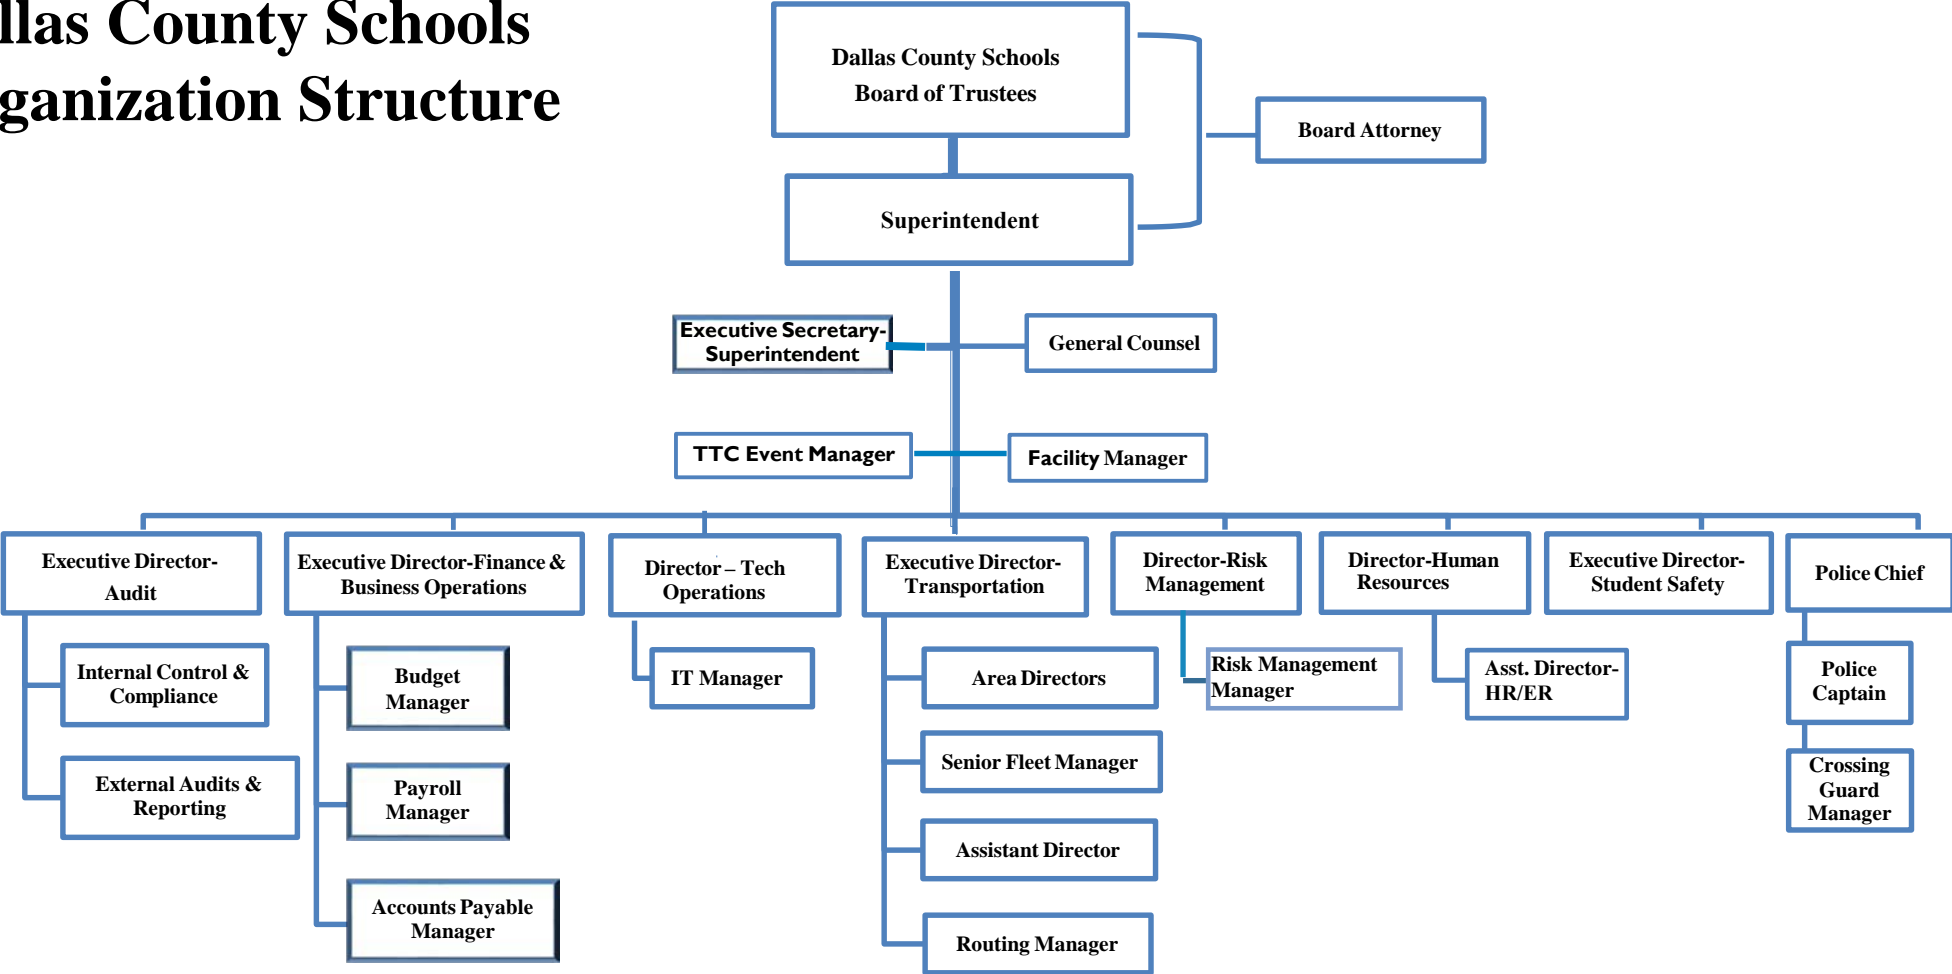 llas County Schools
ganization Structure
Dallas County Schools
Board of Trustees
Board Attorney
Superintendent
Executive Secretary-
Superintendent
General Counsel
TTC Event Manager
Facility Manager
Executive Director-
Audit
Executive Director-Finance &
Business Operations
Director – Tech
Operations
Executive Director-
Transportation
Director-Risk
Management
Director-Human
Resources
Executive Director-
Student Safety
Police Chief
Internal Control &
Compliance
Budget
Manager
IT Manager
Area Directors
Risk Management
Manager
Asst. Director-
HR/ER
Police
Captain
External Audits &
Reporting
Payroll
Manager
Senior Fleet Manager
Crossing
Guard
Manager
Assistant Director
Accounts Payable
Manager
Routing Manager